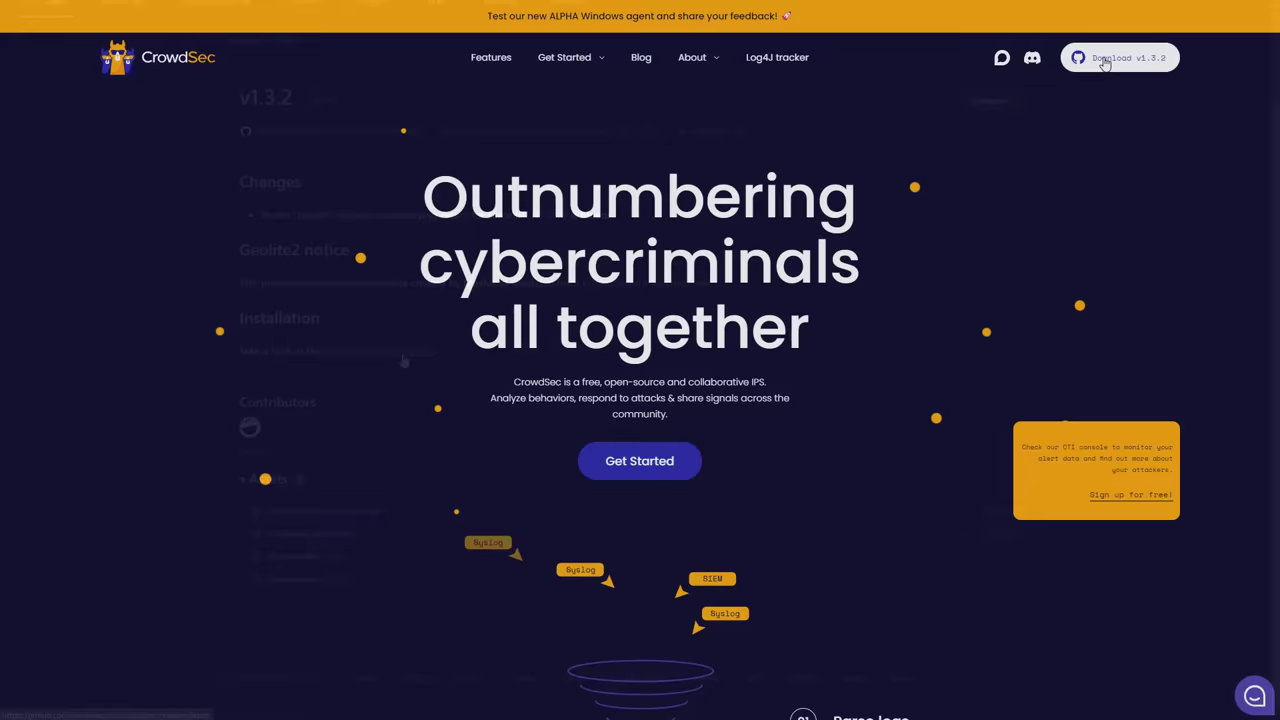 Test our new ALPHA Windows agent and share your feedback! 🚀
CrowdSec
Features
Get Started
Blog
About
Log4J tracker
Download v1.3.2
v1.3.2
Changes
Outnumbering
cybercriminals
all together
Geolite2 notice
Installation
CrowdSec is a free, open-source and collaborative IPS.
Analyze behaviors, respond to attacks & share signals across the
community.
Contributors
Get Started
Check our CTI console to monitor your
alert data and find out more about
your attackers.
Sign up for free!
Assets
Syslog
Syslog
SIEM
Syslog
01
Parse logs